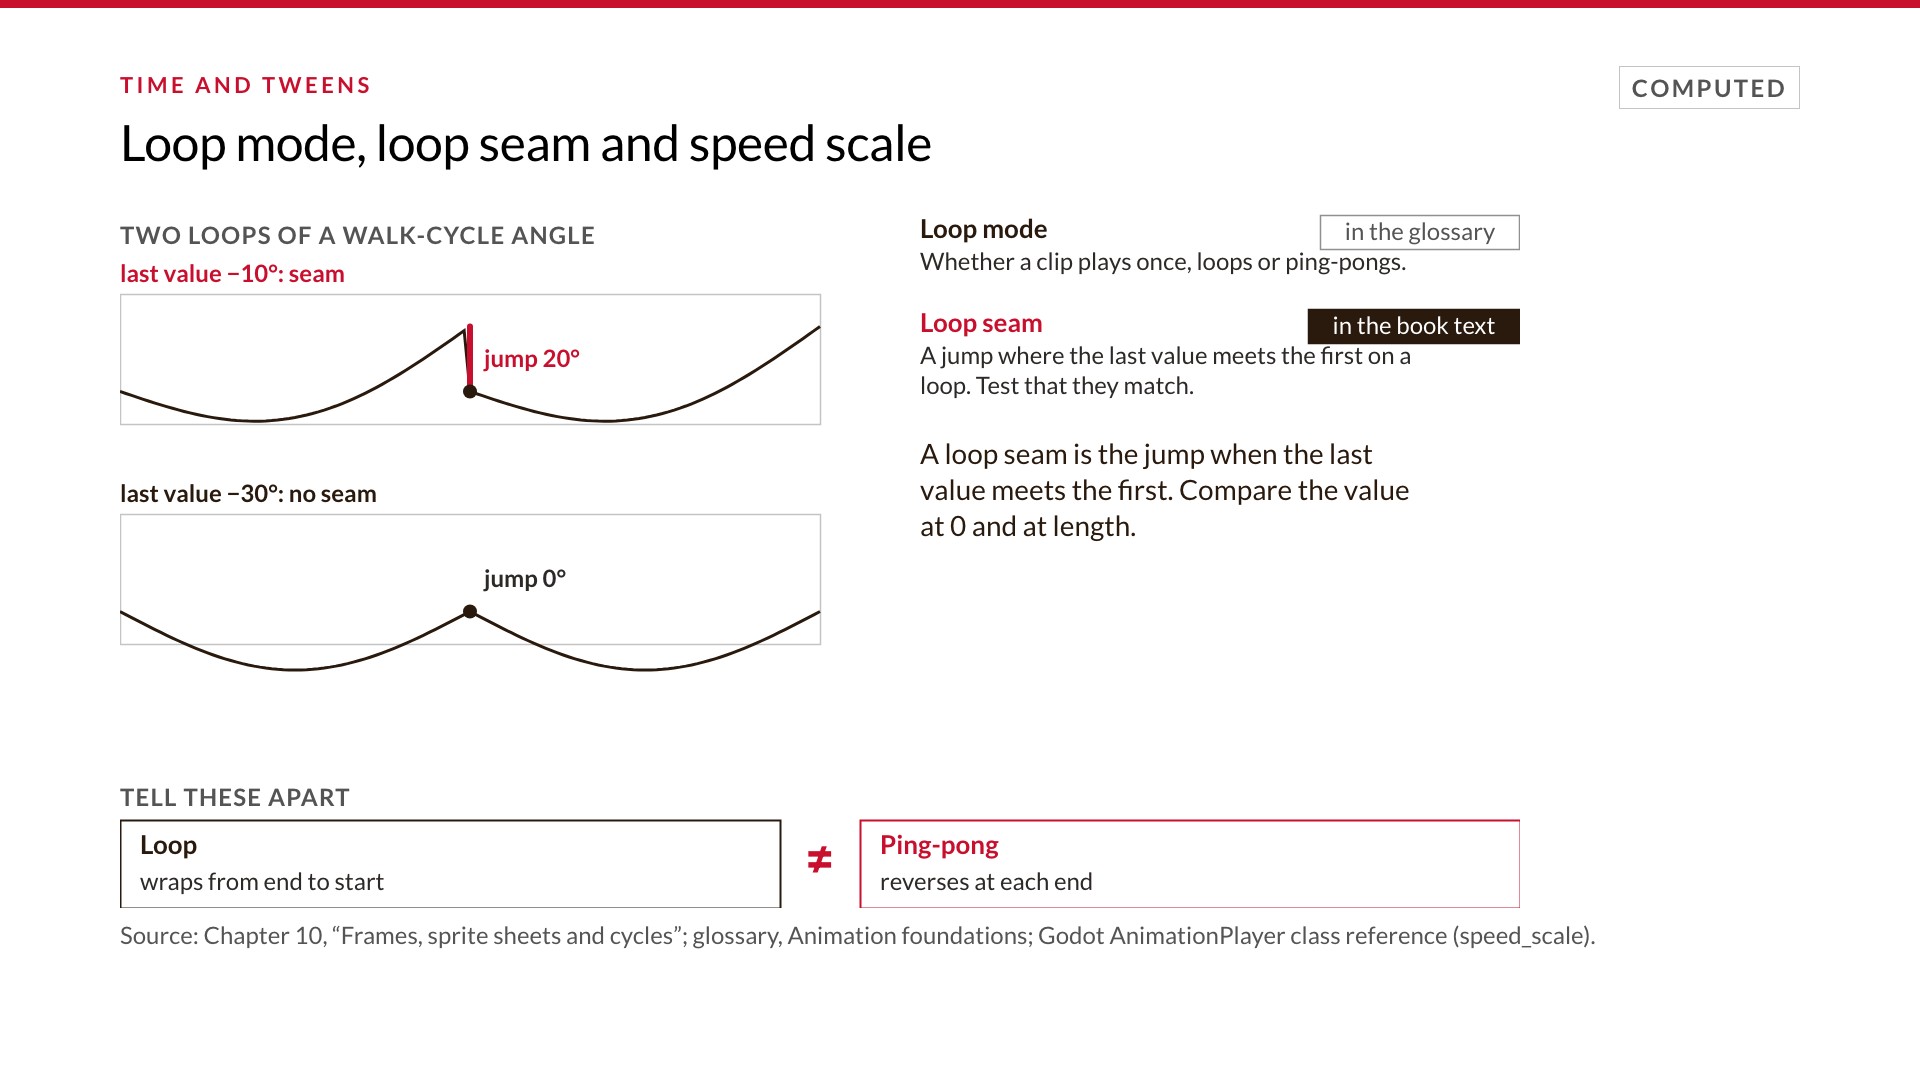 TIME AND TWEENS
COMPUTED
Loop mode, loop seam and speed scale
TWO LOOPS OF A WALK-CYCLE ANGLE
last value −10°: seam
jump 20°
last value −30°: no seam
jump 0°
Loop mode
in the glossary
Whether a clip plays once, loops or ping-pongs.
Loop seam
in the book text
A jump where the last value meets the first on a
loop. Test that they match.
A loop seam is the jump when the last
value meets the first. Compare the value
at 0 and at length.
TELL THESE APART
Loop
wraps from end to start
≠
Ping-pong
reverses at each end
Source: Chapter 10, “Frames, sprite sheets and cycles”; glossary, Animation foundations; Godot AnimationPlayer class reference (speed_scale).